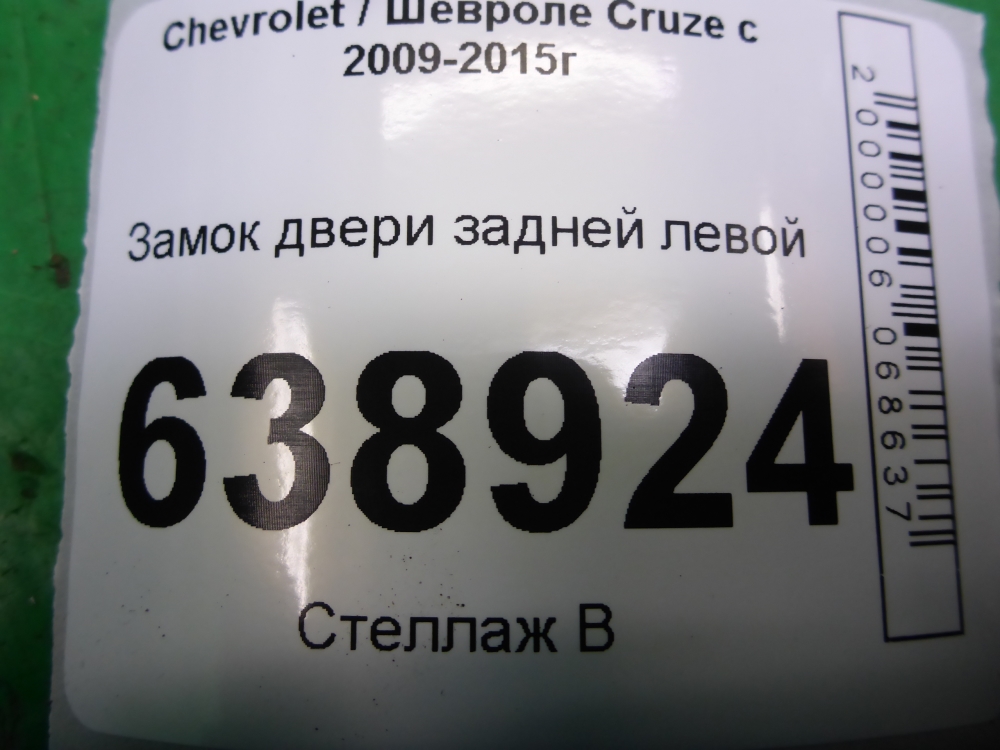 Chevrolet / Шевроле Cruze с
2009-2015г
Замок двери задней левой
638924
Стеллаж В
2000006068637